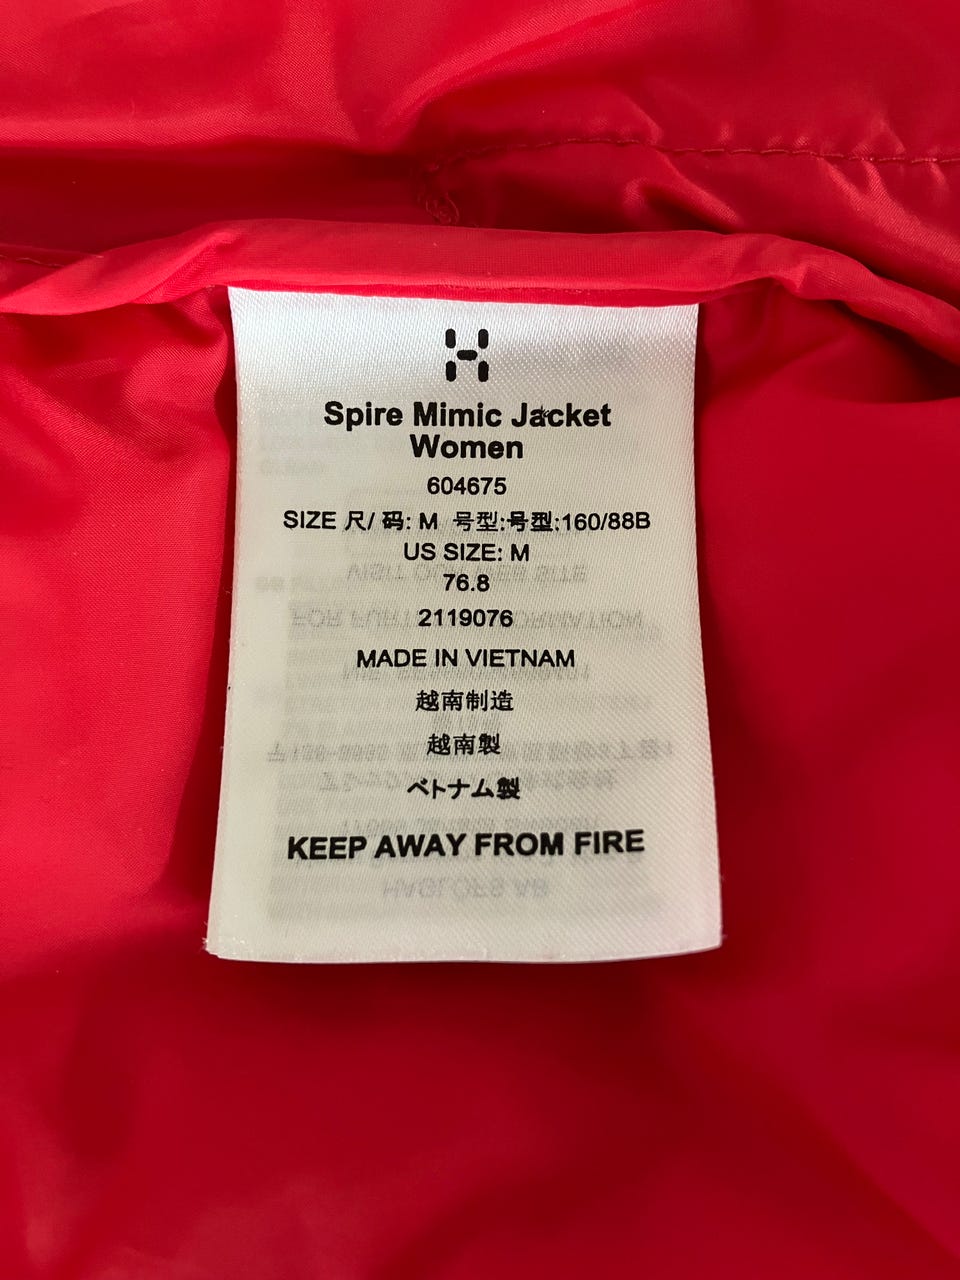 Spire Mimic Jacket
Women
604675
SIZE 尺/ 码: M 号型:号型:160/88B
US SIZE: M
76.8
2119076
MADE IN VIETNAM
越南制造
越南製
ベトナム製
KEEP AWAY FROM FIRE